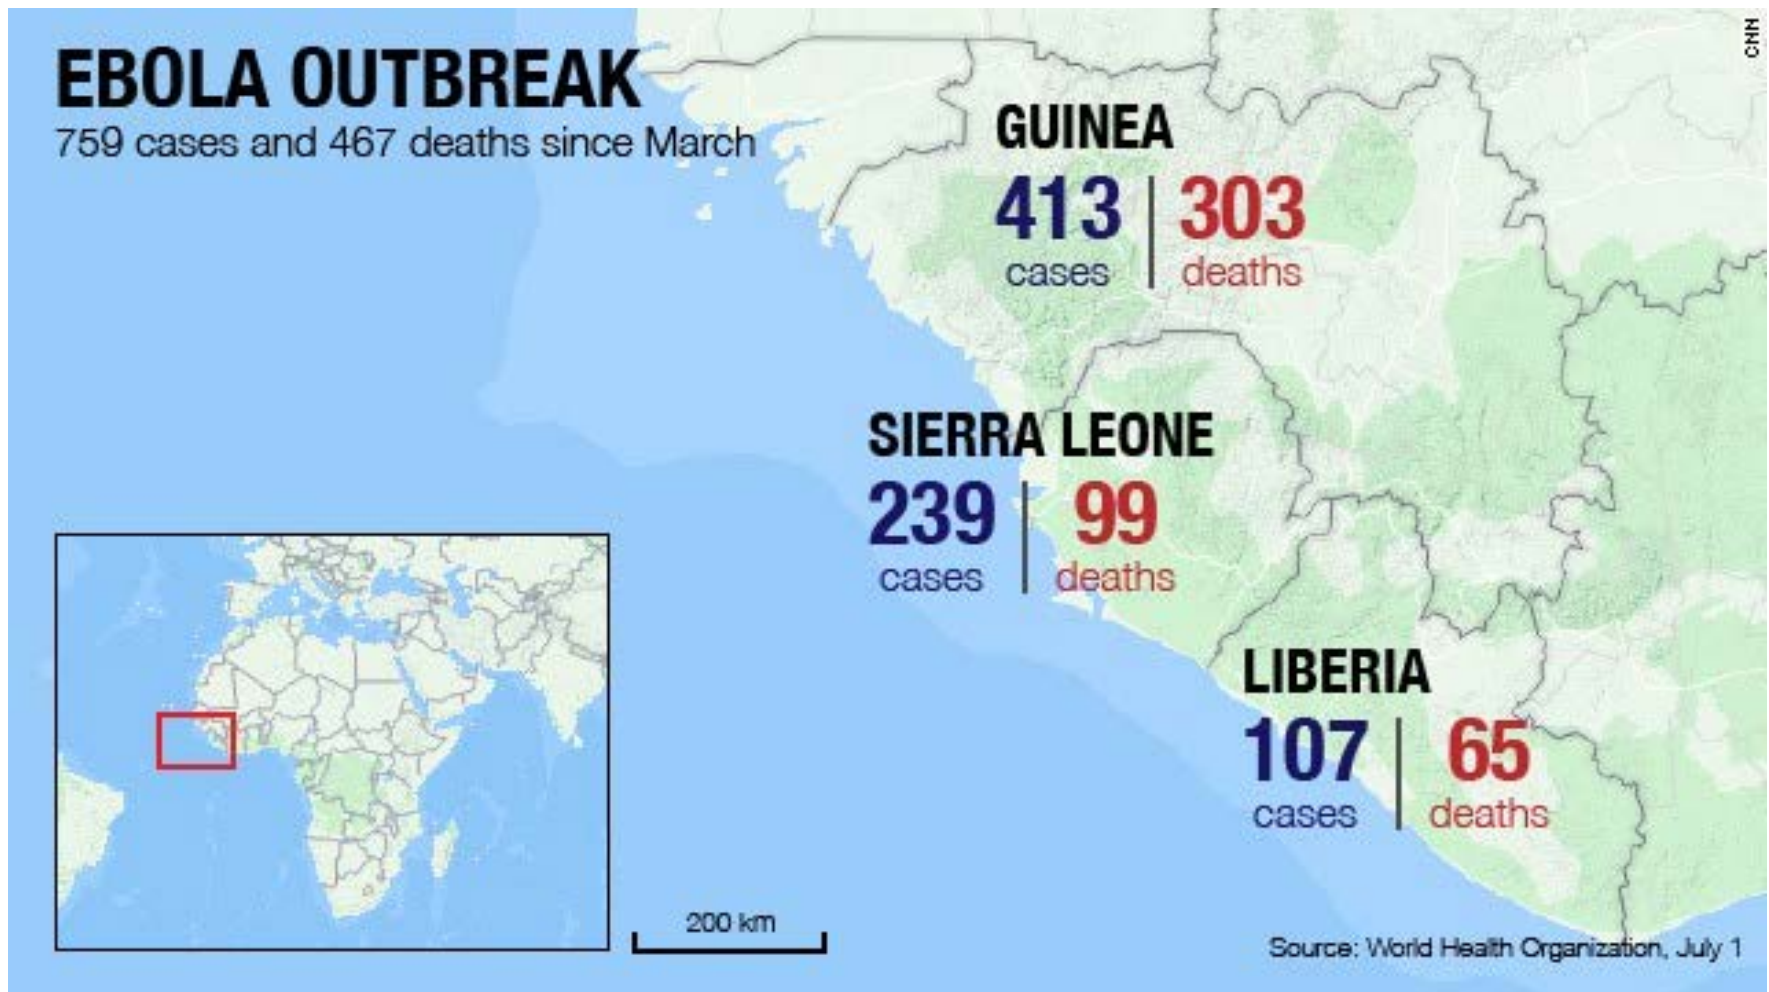 EBOLA OUTBREAK
759 cases and 467 deaths since March
CNN
GUINEA
413 303
cases deaths
SIERRA LEONE
239 99
cases deaths
LIBERIA
107 65
cases deaths
200 km
Source: World Health Organization, July 1